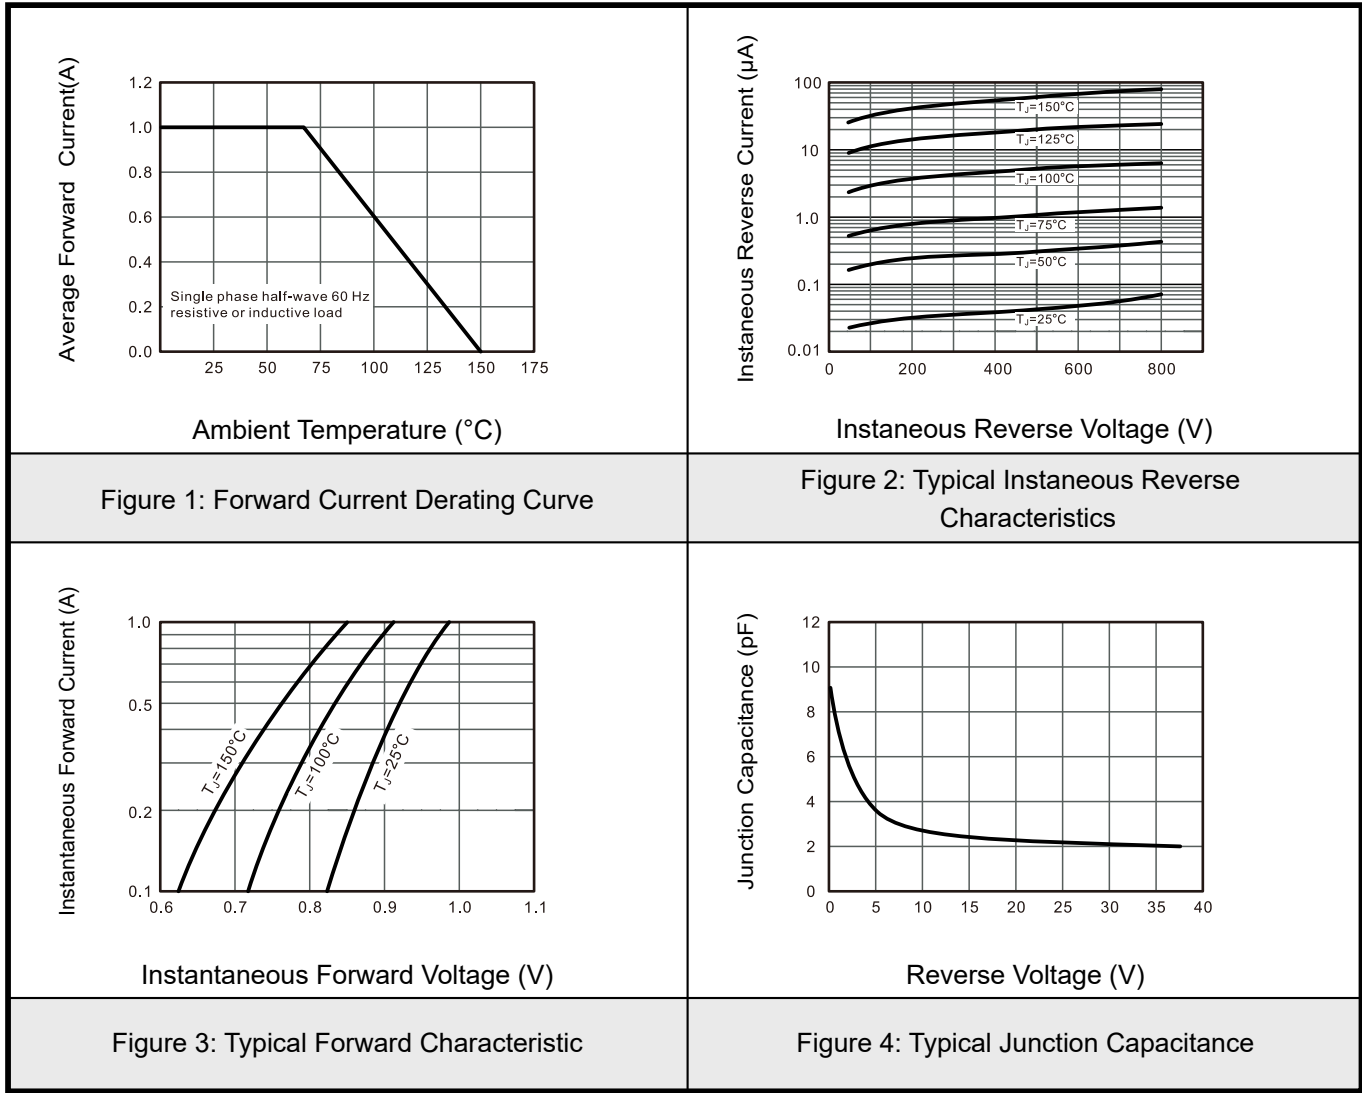 Average Forward Current(A)
1.2
1.0
0.8
0.6
0.4
0.2
0.0
Single phase half-wave 60 Hz
resistive or inductive load
25 50 75 100 125 150 175
Ambient Temperature (°C)
Figure 1: Forward Current Derating Curve
Instaneous Reverse Current (μA)
100
10
1.0
0.1
0.01
TJ=150°C
TJ=125°C
TJ=100°C
TJ=75°C
TJ=50°C
TJ=25°C
0 200 400 600 800
Instaneous Reverse Voltage (V)
Figure 2: Typical Instaneous Reverse
Characteristics
Instantaneous Forward Current (A)
1.0
0.5
0.2
0.1
TJ=150°C
TJ=100°C
TJ=25°C
0.6 0.7 0.8 0.9 1.0 1.1
Instantaneous Forward Voltage (V)
Figure 3: Typical Forward Characteristic
Junction Capacitance (pF)
12
10
8
6
4
2
0
0 5 10 15 20 25 30 35 40
Reverse Voltage (V)
Figure 4: Typical Junction Capacitance